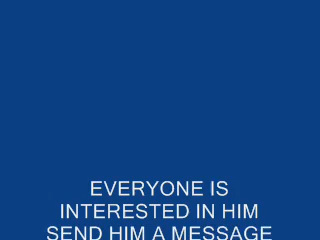 EVERYONE IS
INTERESTED IN HIM
SEND HIM A MESSAGE